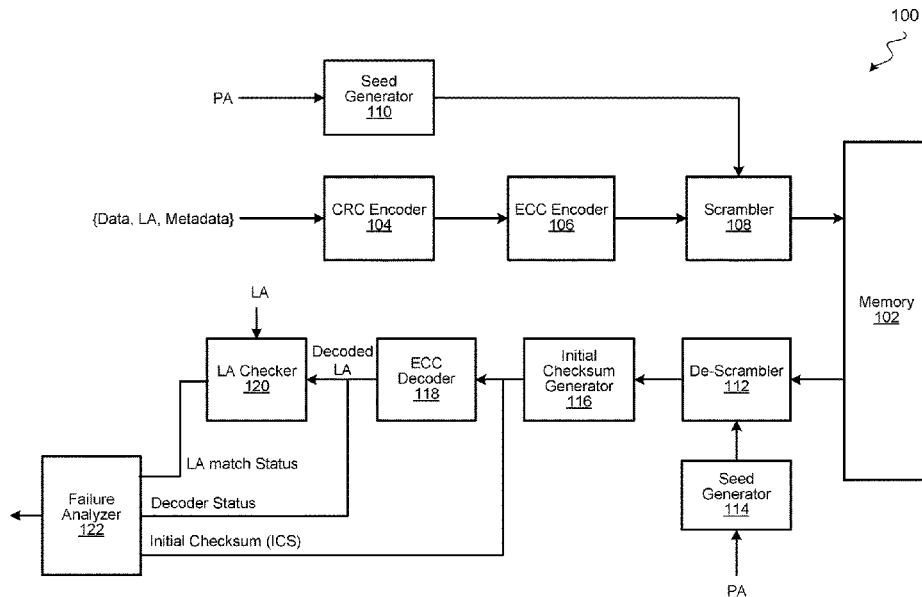 100
Seed
Generator
110
PA
{Data, LA, Metadata}
CRC Encoder
104
ECC Encoder
106
Scrambler
108
Memory
102
LA
LA Checker
120
Decoded
LA
ECC
Decoder
118
Initial
Checksum
Generator
116
De-Scrambler
112
Seed
Generator
114
PA
LA match Status
Decoder Status
Initial Checksum (ICS)
Failure
Analyzer
122